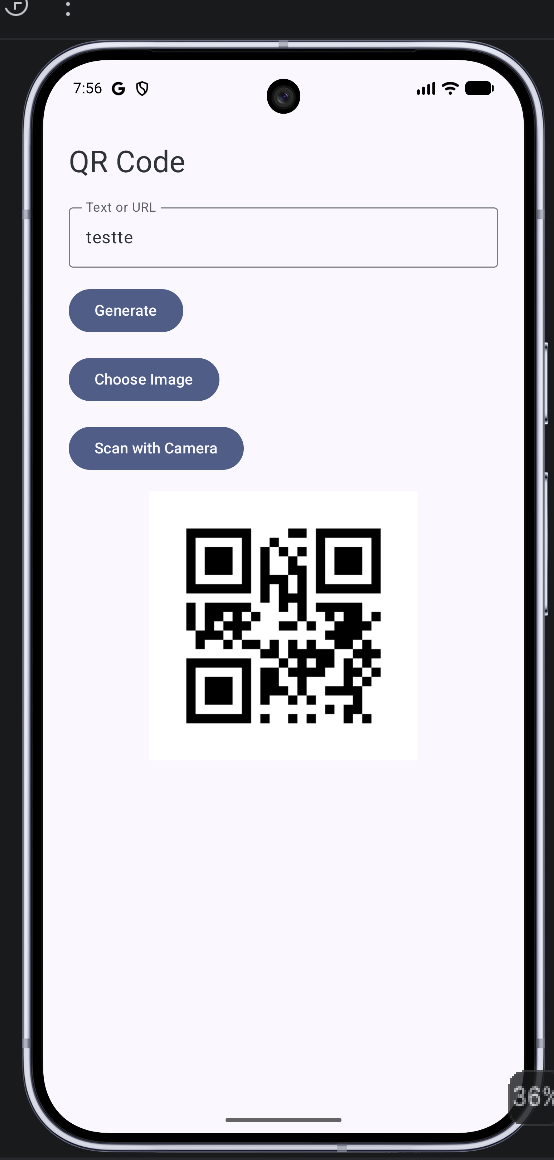 7:56
QR Code
Text or URL
testte
Generate
Choose Image
Scan with Camera
36%